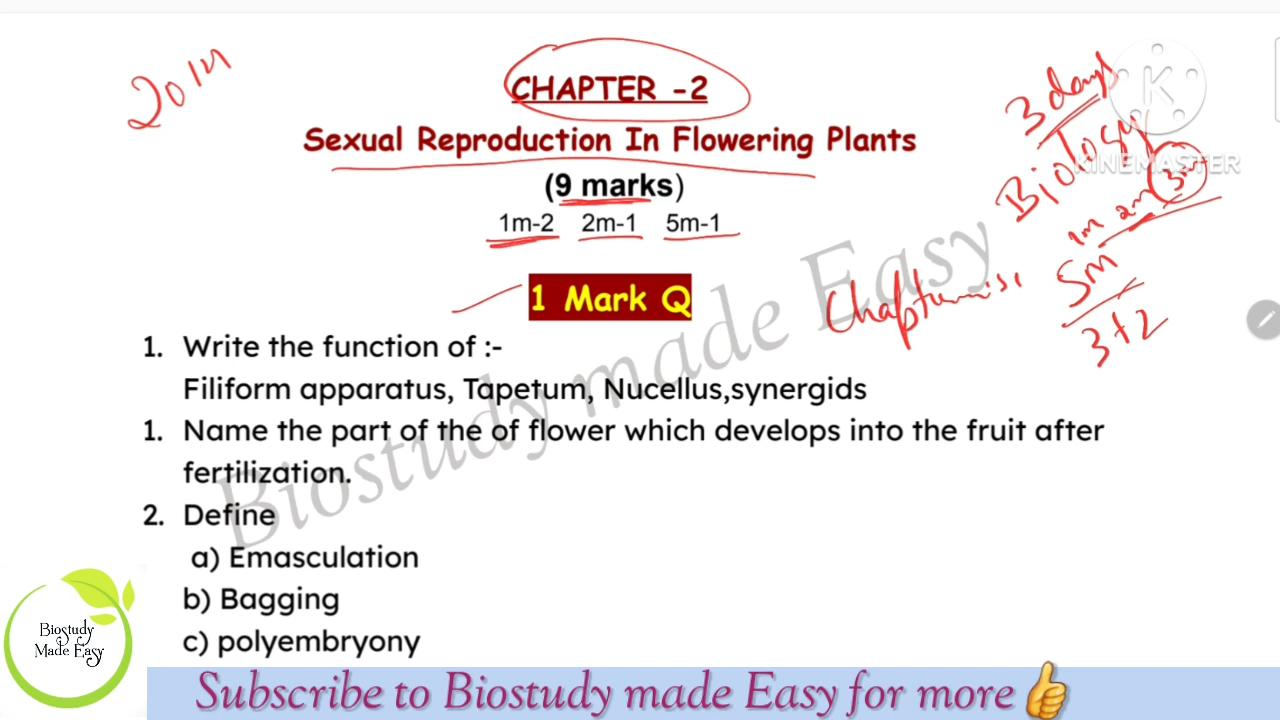 2014
CHAPTER -2
Sexual Reproduction In Flowering Plants
(9 marks)
1m-2 2m-1 5m-1
3 days
Biology
KINEMASTER
1m 2m 3m
5m
3+2
1 Mark Q
1. Write the function of :-
Filiform apparatus, Tapetum, Nucellus,synergids
1. Name the part of the of flower which develops into the fruit after
fertilization.
2. Define
a) Emasculation
b) Bagging
c) polyembryony
Biostudy made Easy
Biostudy
Made Easy
Subscribe to Biostudy made Easy for more